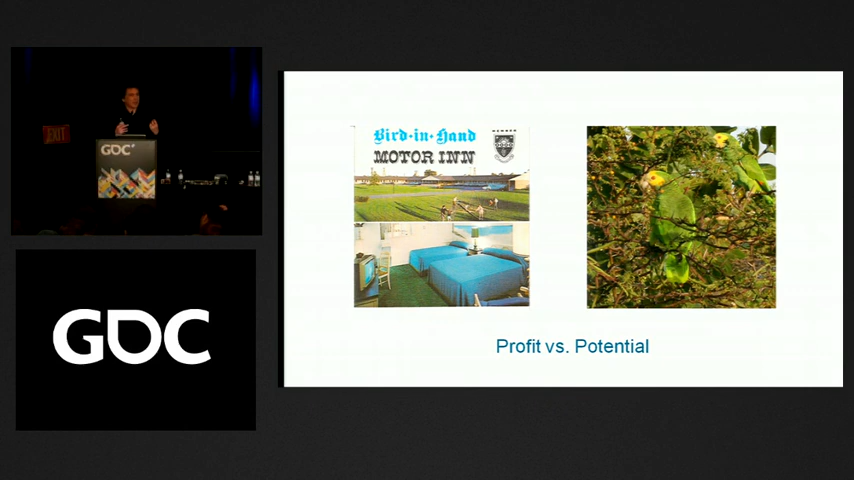 EXIT
GDC
GDC
Bird-in-Hand
MOTOR INN
Profit vs. Potential